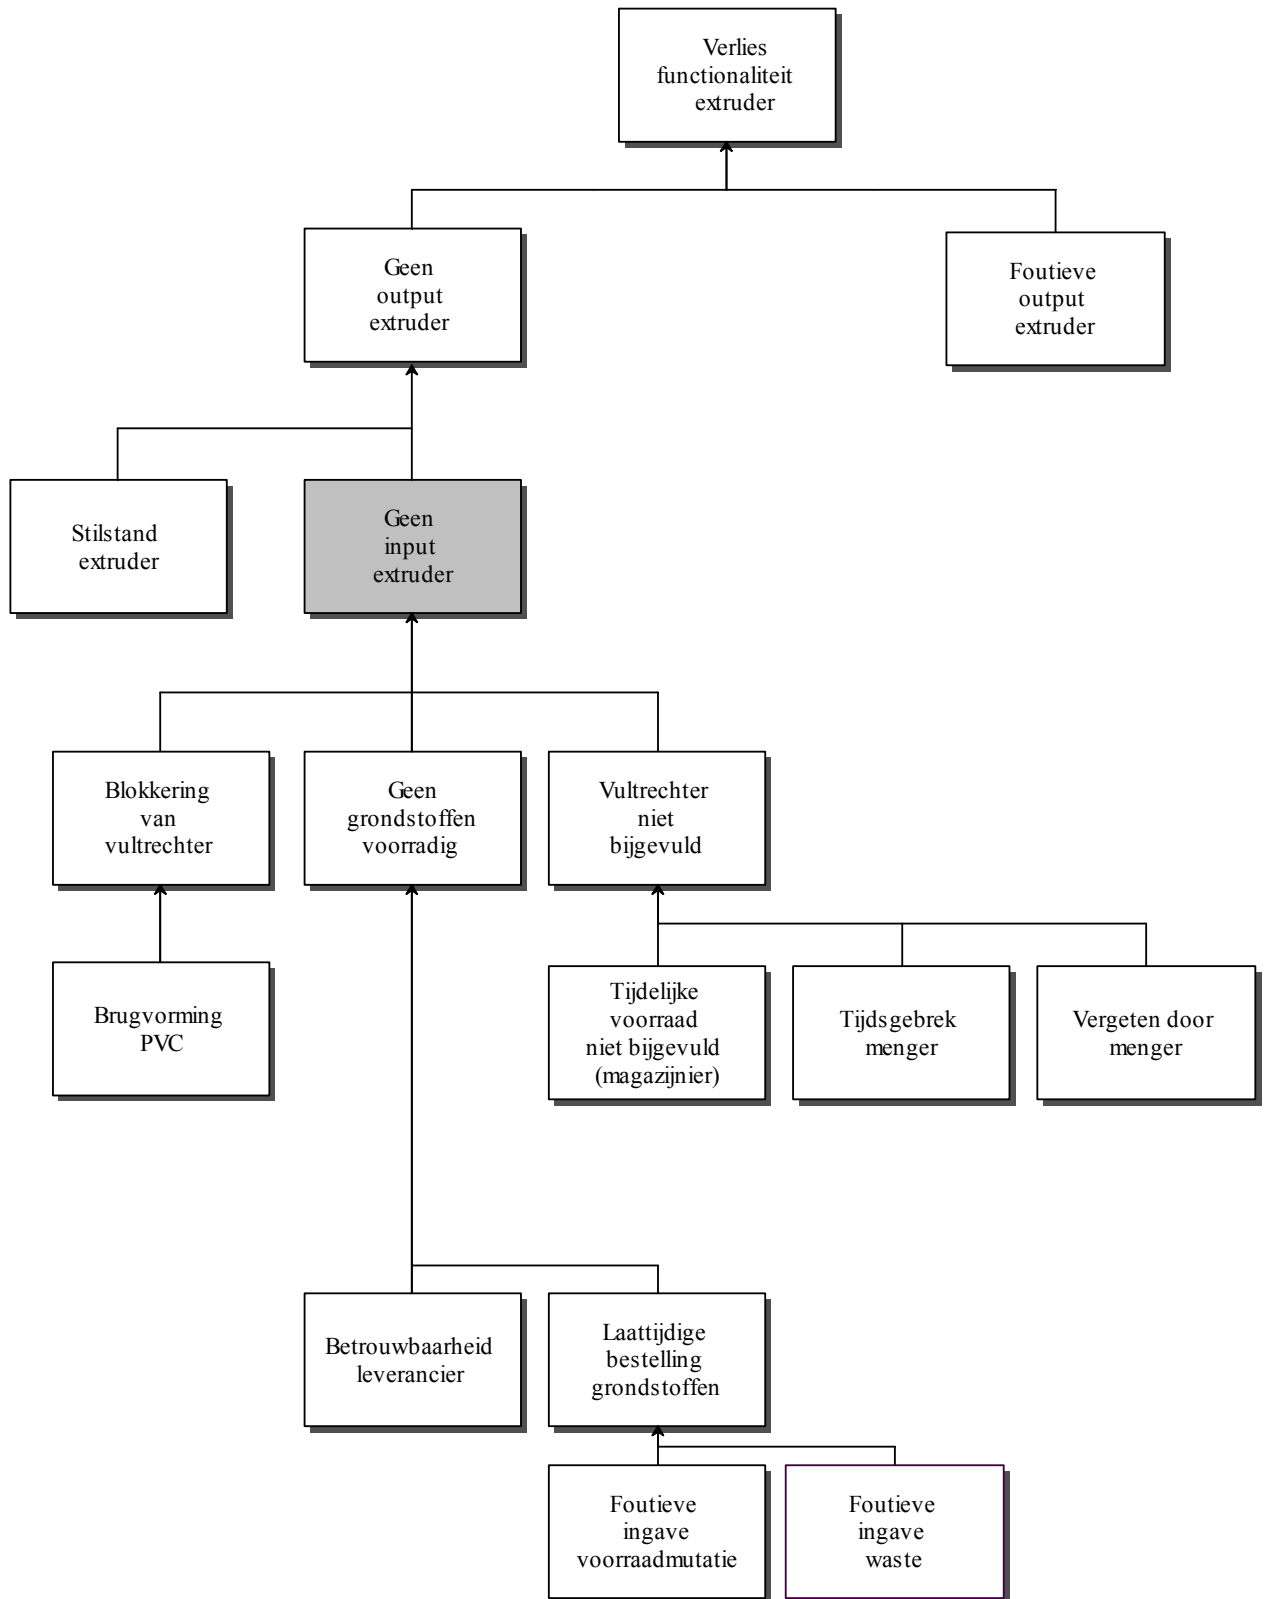 Verlies
functionaliteit
extruder
Geen
output
extruder
Foutieve
output
extruder
Stilstand
extruder
Geen
input
extruder
Blokkering
van
vultrechter
Geen
grondstoffen
voorradig
Vultrechter
niet
bijgevuld
Brugvorming
PVC
Tijdelijke
voorraad
niet bijgevuld
(magazijnier)
Tijdsgebrek
menger
Vergeten door
menger
Betrouwbaarheid
leverancier
Laattijdige
bestelling
grondstoffen
Foutieve
ingave
voorraadmutatie
Foutieve
ingave
waste